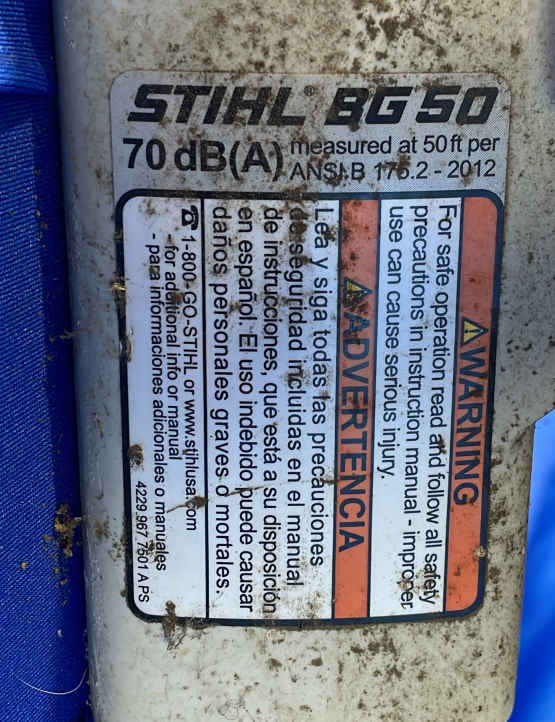 STIHL® BG 50
70 dB(A) measured at 50 ft per
ANSI-B 175.2 - 2012
⚠WARNING
For safe operation read and follow all safety
precautions in instruction manual - improper
use can cause serious injury.
⚠ADVERTENCIA
Lea y siga todas las precauciones
de seguridad incluidas en el manual
de instrucciones, que está a su disposición
en español. El uso indebido puede causar
daños personales graves o mortales.
☎ 1-800-GO-STIHL or www.stihlusa.com
- for additional info or manual
- para informaciones adicionales o manuales
4229 967 7601 A PS